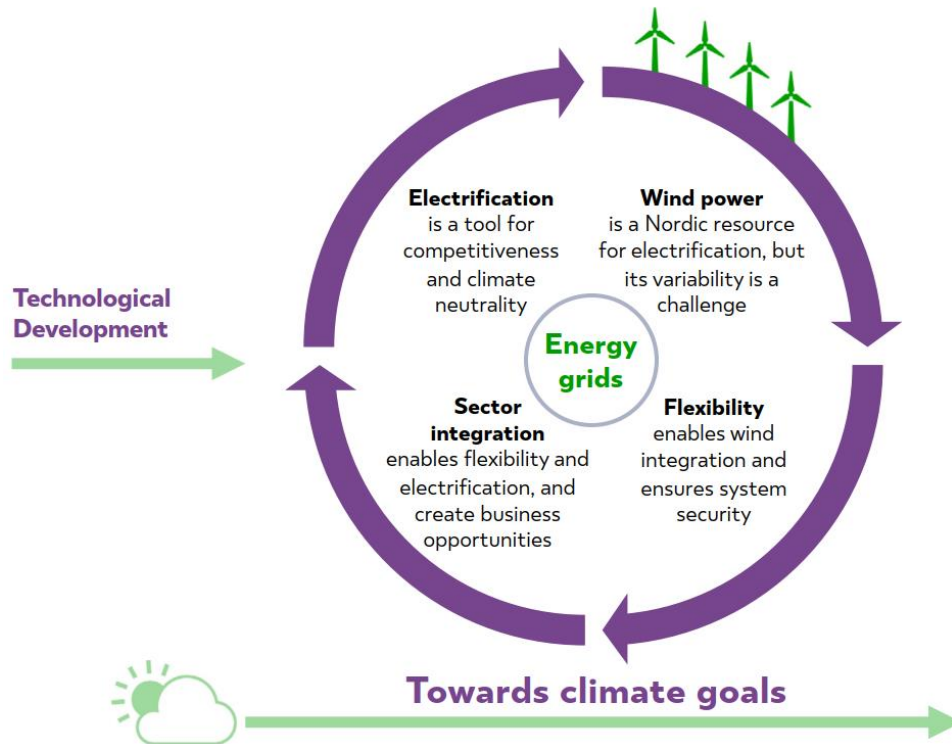 Technological
Development
Electrification
is a tool for
competitiveness
and climate
neutrality
Wind power
is a Nordic resource
for electrification, but
its variability is a
challenge
Energy
grids
Sector
integration
enables flexibility and
electrification, and
create business
opportunities
Flexibility
enables wind
integration and
ensures system
security
Towards climate goals